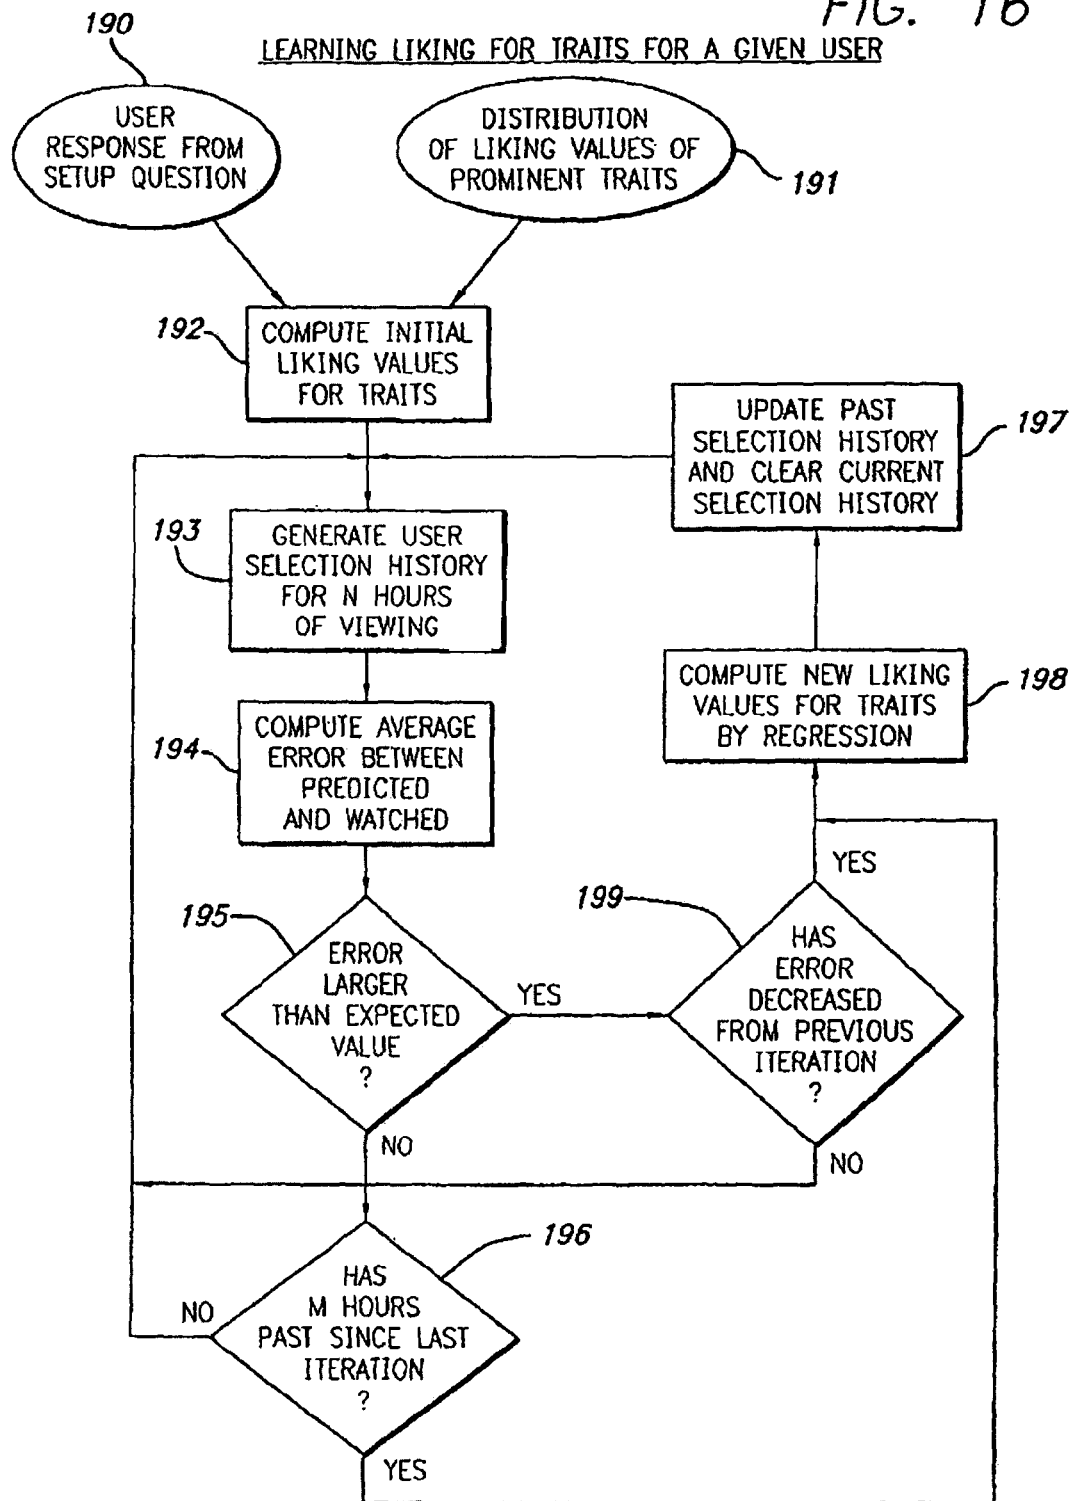 FIG. 16
LEARNING LIKING FOR TRAITS FOR A GIVEN USER
190
USER
RESPONSE FROM
SETUP QUESTION
DISTRIBUTION
OF LIKING VALUES OF
PROMINENT TRAITS
191
192
COMPUTE INITIAL
LIKING VALUES
FOR TRAITS
UPDATE PAST
SELECTION HISTORY
AND CLEAR CURRENT
SELECTION HISTORY
197
193
GENERATE USER
SELECTION HISTORY
FOR N HOURS
OF VIEWING
COMPUTE NEW LIKING
VALUES FOR TRAITS
BY REGRESSION
198
194
COMPUTE AVERAGE
ERROR BETWEEN
PREDICTED
AND WATCHED
195
ERROR
LARGER
THAN EXPECTED
VALUE
?
YES
NO
199
HAS
ERROR
DECREASED
FROM PREVIOUS
ITERATION
?
YES
NO
196
HAS
M HOURS
PAST SINCE LAST
ITERATION
?
NO
YES